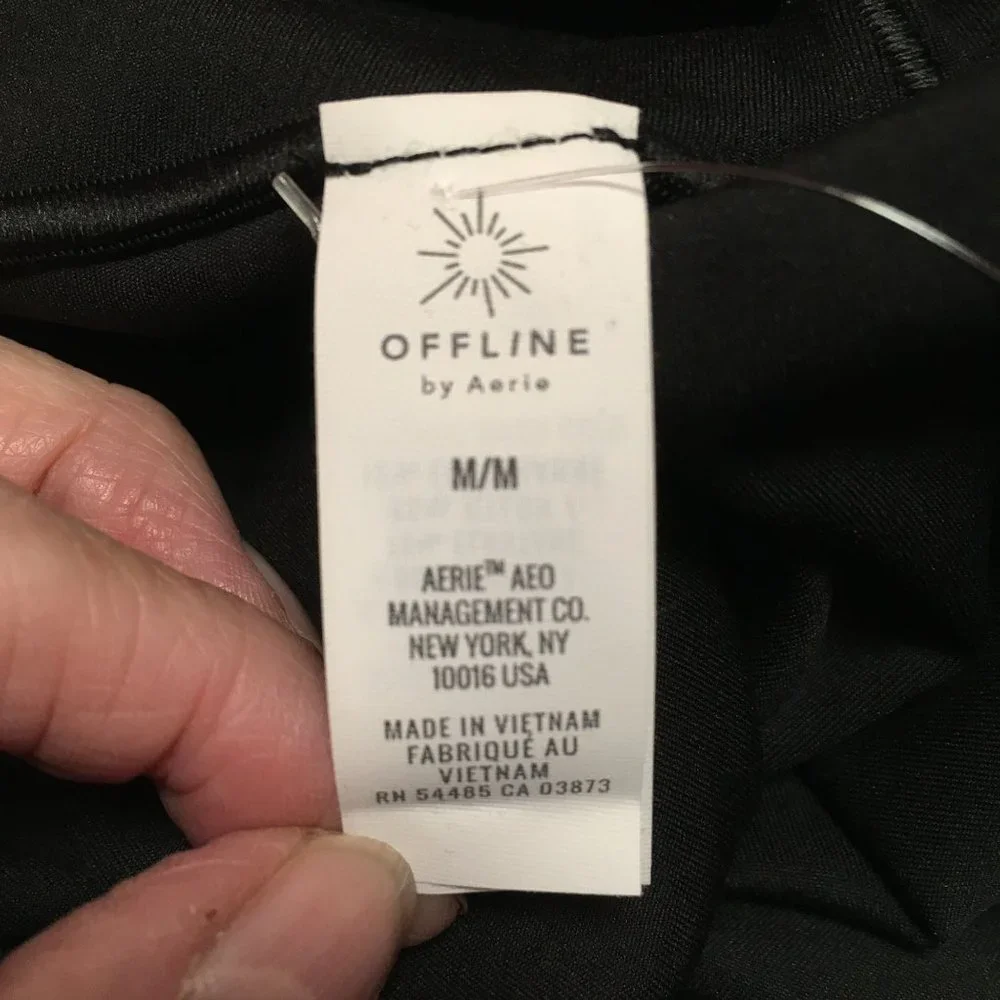 OFFLINE
by Aerie
M/M
AERIE™ AEO
MANAGEMENT CO.
NEW YORK, NY
10016 USA
MADE IN VIETNAM
FABRIQUÉ AU
VIETNAM
RN 54485 CA 03873